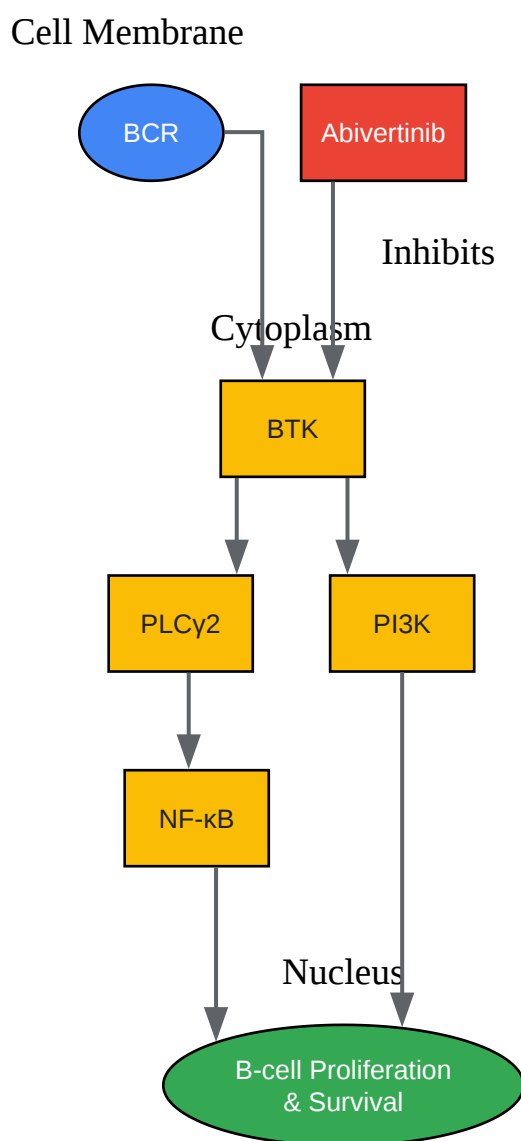 Cell Membrane
BCR
Abivertinib
Inhibits
Cytoplasm
BTK
PLCγ2
PI3K
NF-κB
Nucleus
B-cell Proliferation
& Survival